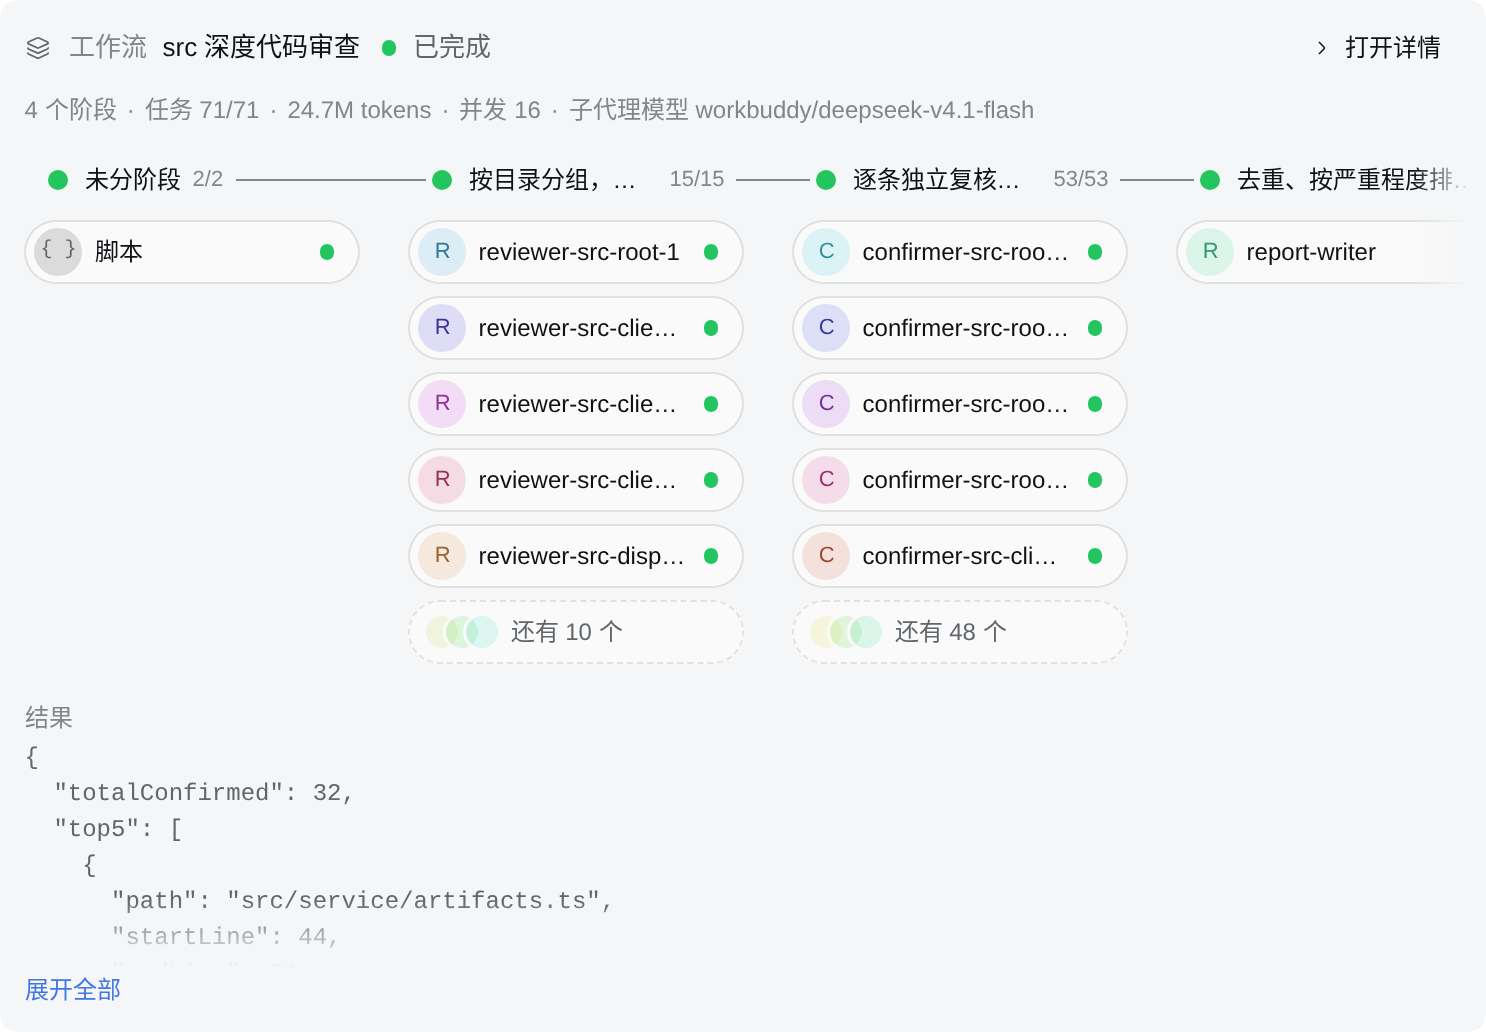 工作流 src 深度代码审查 已完成 打开详情
4 个阶段 · 任务 71/71 · 24.7M tokens · 并发 16 · 子代理模型 workbuddy/deepseek-v4.1-flash
未分阶段 2/2 按目录分组，… 15/15 逐条独立复核… 53/53 去重、按严重程度排…
{ } 脚本 R reviewer-src-root-1 C confirmer-src-roo… R report-writer
R reviewer-src-clie… C confirmer-src-roo…
R reviewer-src-clie… C confirmer-src-roo…
R reviewer-src-clie… C confirmer-src-roo…
R reviewer-src-disp… C confirmer-src-cli…
还有 10 个 还有 48 个
结果
{
"totalConfirmed": 32,
"top5": [
{
"path": "src/service/artifacts.ts",
"startLine": 44,
展开全部